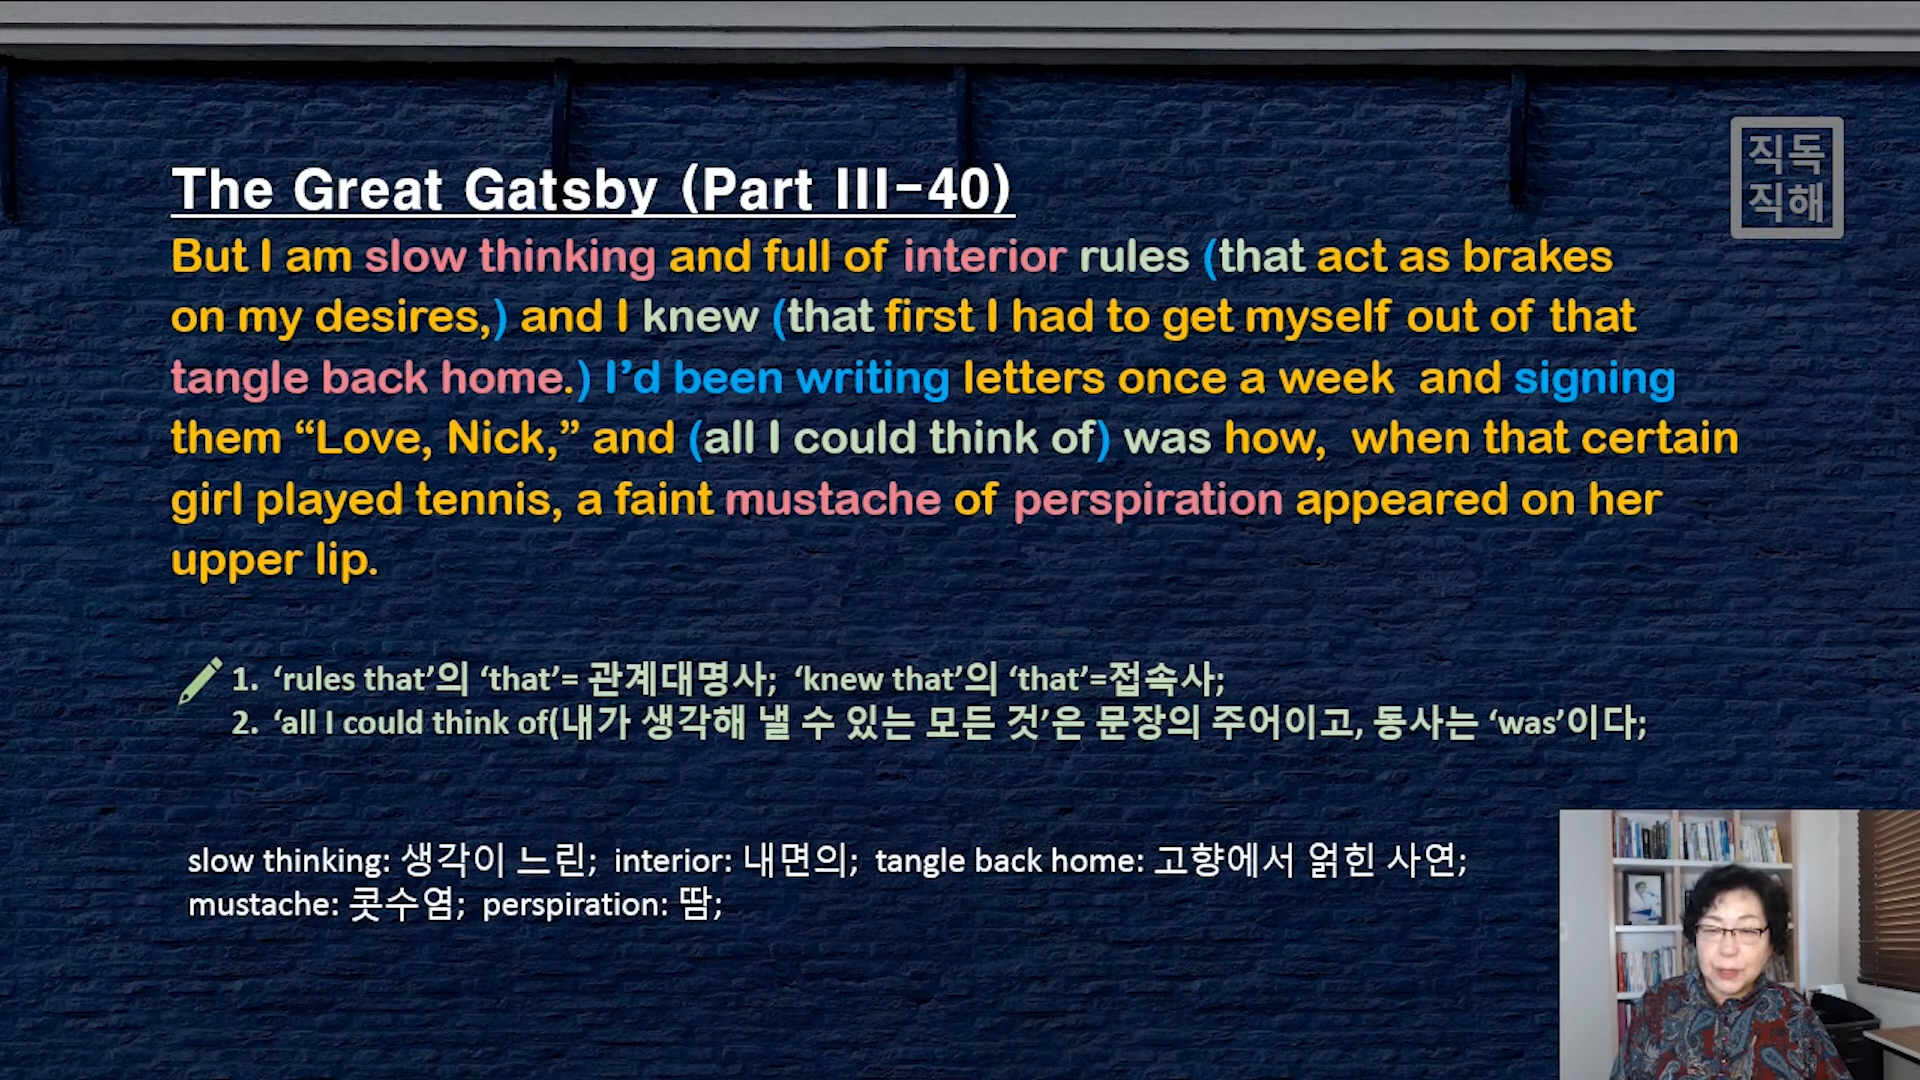 직독
직해
The Great Gatsby (Part III-40)
But I am slow thinking and full of interior rules (that act as brakes
on my desires,) and I knew (that first I had to get myself out of that
tangle back home.) I’d been writing letters once a week and signing
them “Love, Nick,” and (all I could think of) was how, when that certain
girl played tennis, a faint mustache of perspiration appeared on her
upper lip.
1. ‘rules that’의 ‘that’= 관계대명사; ‘knew that’의 ‘that’=접속사;
2. ‘all I could think of(내가 생각해 낼 수 있는 모든 것’은 문장의 주어이고, 동사는 ‘was’이다;
slow thinking: 생각이 느린; interior: 내면의; tangle back home: 고향에서 얽힌 사연;
mustache: 콧수염; perspiration: 땀;